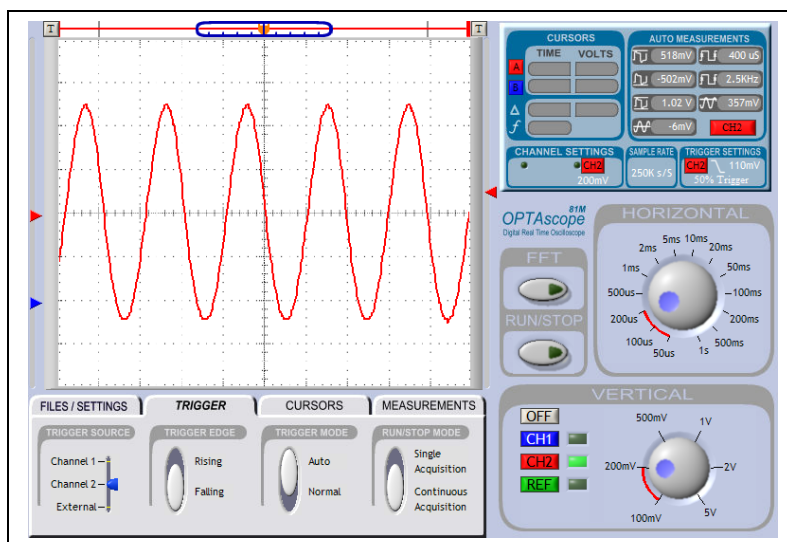 T
T
CURSORS
TIME VOLTS
A
B
Δ
f
AUTO MEASUREMENTS
518mV 400 uS
-502mV 2.5KHz
1.02 V 357mV
-6mV CH2
CHANNEL SETTINGS
CH2
200mV
SAMPLE RATE
250K s/S
TRIGGER SETTINGS
CH2 110mV
50% Trigger
OPTAscope 81M
Digital Real Time Oscilloscope
FFT
RUN/STOP
HORIZONTAL
50us
100us
200us
500us
1ms
2ms
5ms
10ms
20ms
50ms
100ms
200ms
500ms
1s
FILES / SETTINGS
TRIGGER
CURSORS
MEASUREMENTS
TRIGGER SOURCE
Channel 1
Channel 2
External
TRIGGER EDGE
Rising
Falling
TRIGGER MODE
Auto
Normal
RUN/STOP MODE
Single
Acquisition
Continuous
Acquisition
VERTICAL
OFF
CH1
CH2
REF
100mV
200mV
500mV
1V
2V
5V